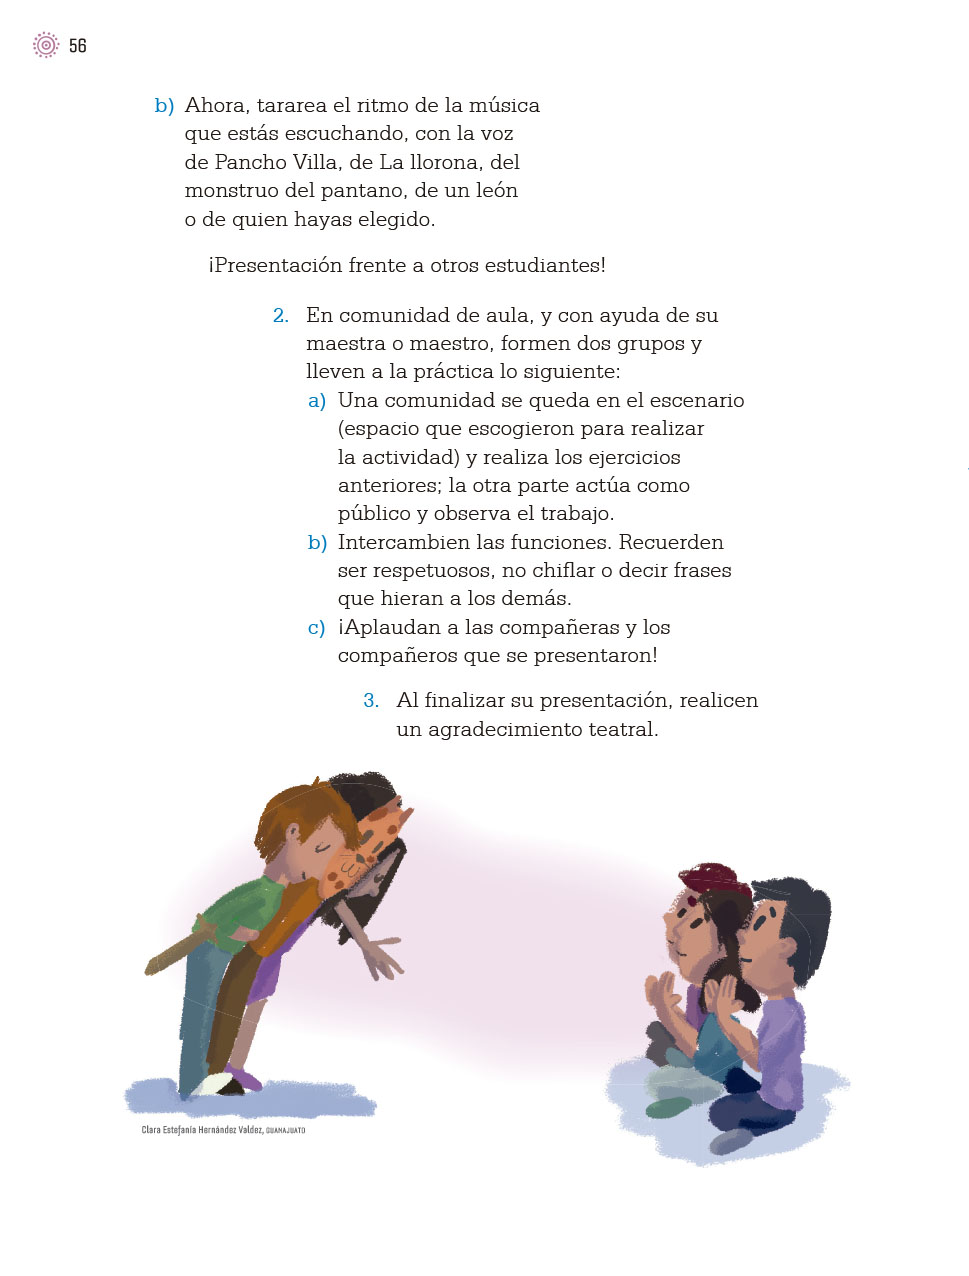 56
b) Ahora, tararea el ritmo de la música
que estás escuchando, con la voz
de Pancho Villa, de La llorona, del
monstruo del pantano, de un león
o de quien hayas elegido.
¡Presentación frente a otros estudiantes!
2. En comunidad de aula, y con ayuda de su
maestra o maestro, formen dos grupos y
lleven a la práctica lo siguiente:
a) Una comunidad se queda en el escenario
(espacio que escogieron para realizar
la actividad) y realiza los ejercicios
anteriores; la otra parte actúa como
público y observa el trabajo.
b) Intercambien las funciones. Recuerden
ser respetuosos, no chiflar o decir frases
que hieran a los demás.
c) ¡Aplaudan a las compañeras y los
compañeros que se presentaron!
3. Al finalizar su presentación, realicen
un agradecimiento teatral.
Clara Estefanía Hernández Valdez, GUANAJUATO